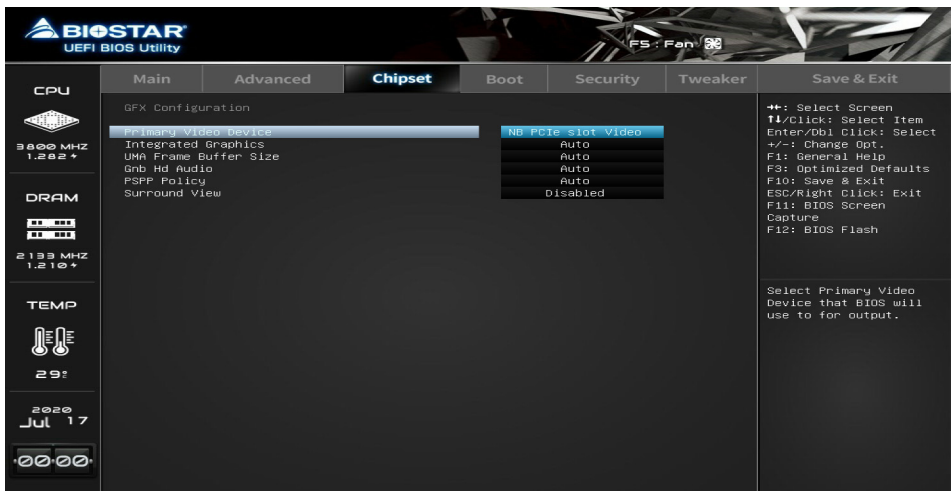 BIOSTAR®
UEFI BIOS Utility
F5 : Fan
Main Advanced Chipset Boot Security Tweaker Save & Exit
CPU
3800 MHZ
1.282 V
DRAM
2133 MHZ
1.210 V
TEMP
29°
2020
Jul 17
00:00
GFX Configuration
Primary Video Device NB PCIe slot Video
Integrated Graphics Auto
UMA Frame Buffer Size Auto
Gnb Hd Audio Auto
PSPP Policy Auto
Surround View Disabled
→←: Select Screen
↑↓/Click: Select Item
Enter/Dbl Click: Select
+/-: Change Opt.
F1: General Help
F3: Optimized Defaults
F10: Save & Exit
ESC/Right Click: Exit
F11: BIOS Screen
Capture
F12: BIOS Flash
Select Primary Video
Device that BIOS will
use to for output.